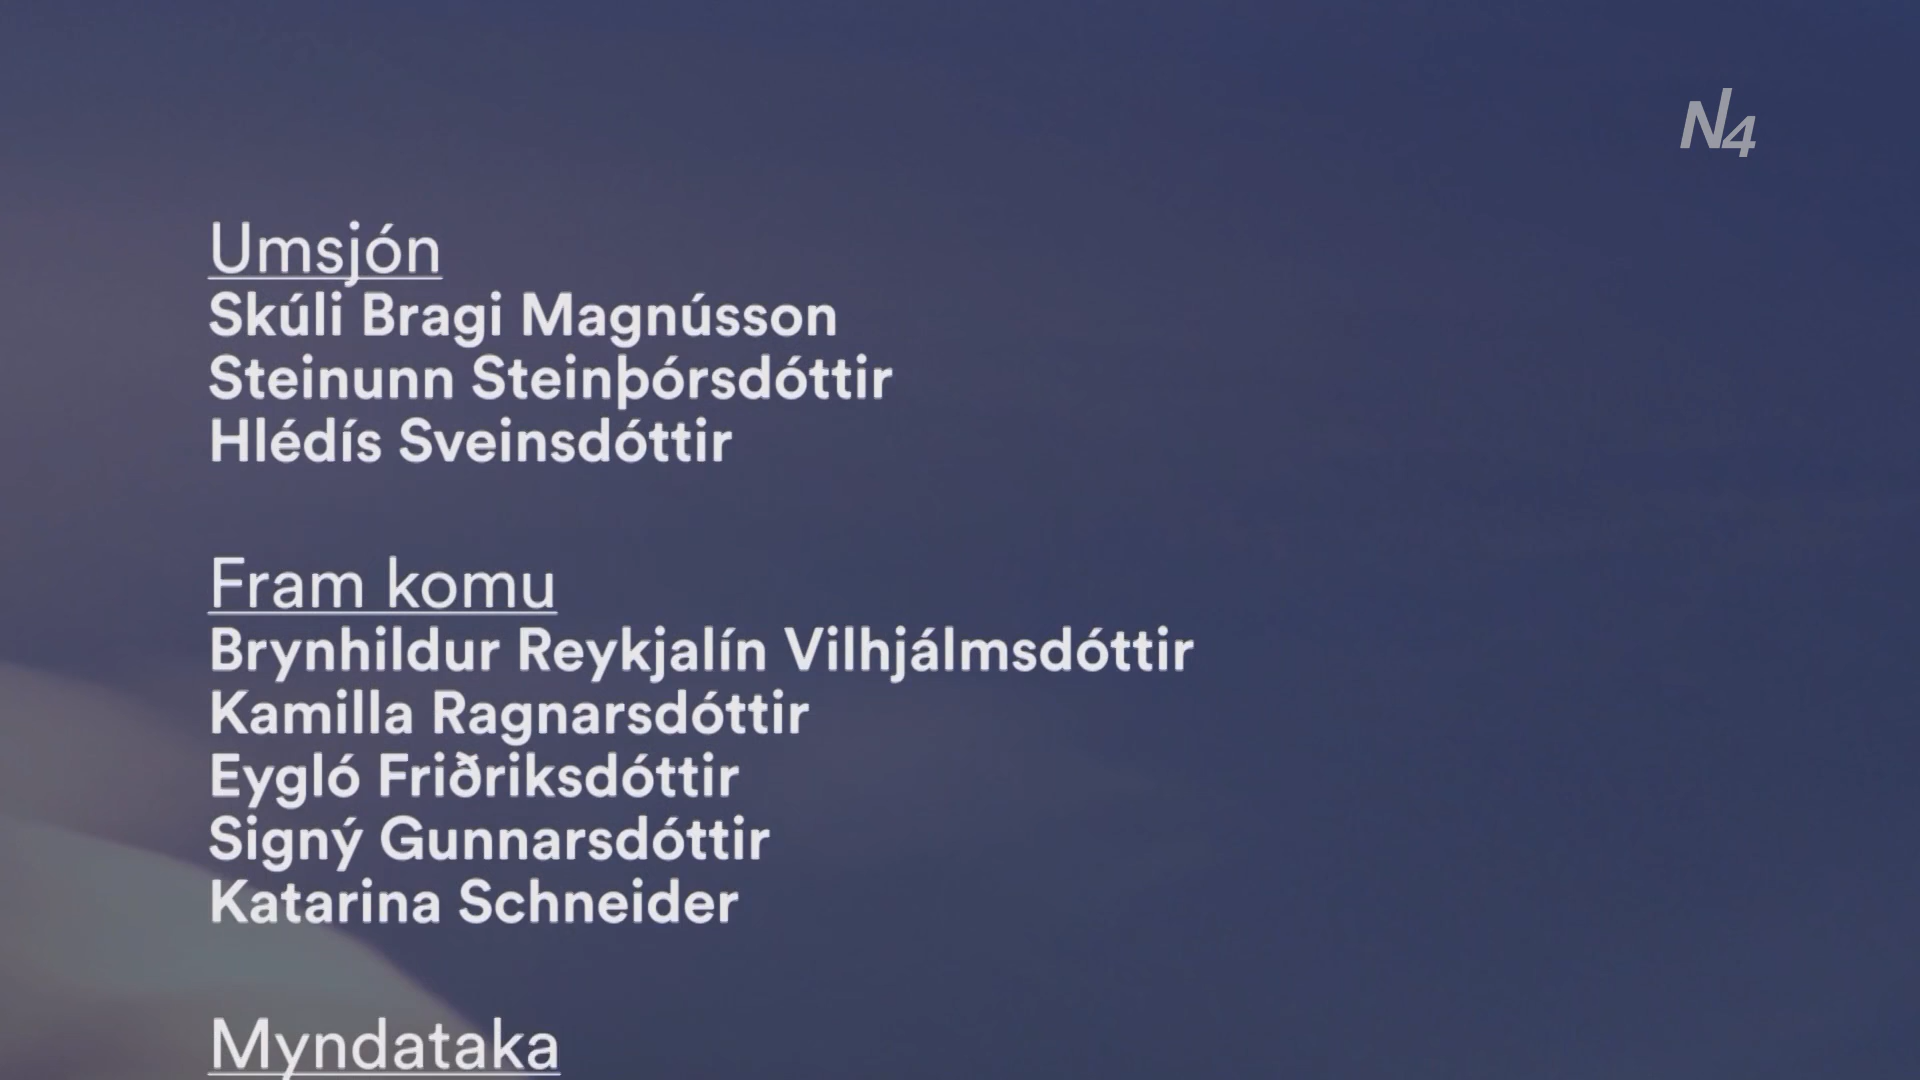 N4
Umsjón
Skúli Bragi Magnússon
Steinunn Steinþórsdóttir
Hlédís Sveinsdóttir
Fram komu
Brynhildur Reykjalín Vilhjálmsdóttir
Kamilla Ragnarsdóttir
Eygló Friðriksdóttir
Signý Gunnarsdóttir
Katarina Schneider
Myndataka